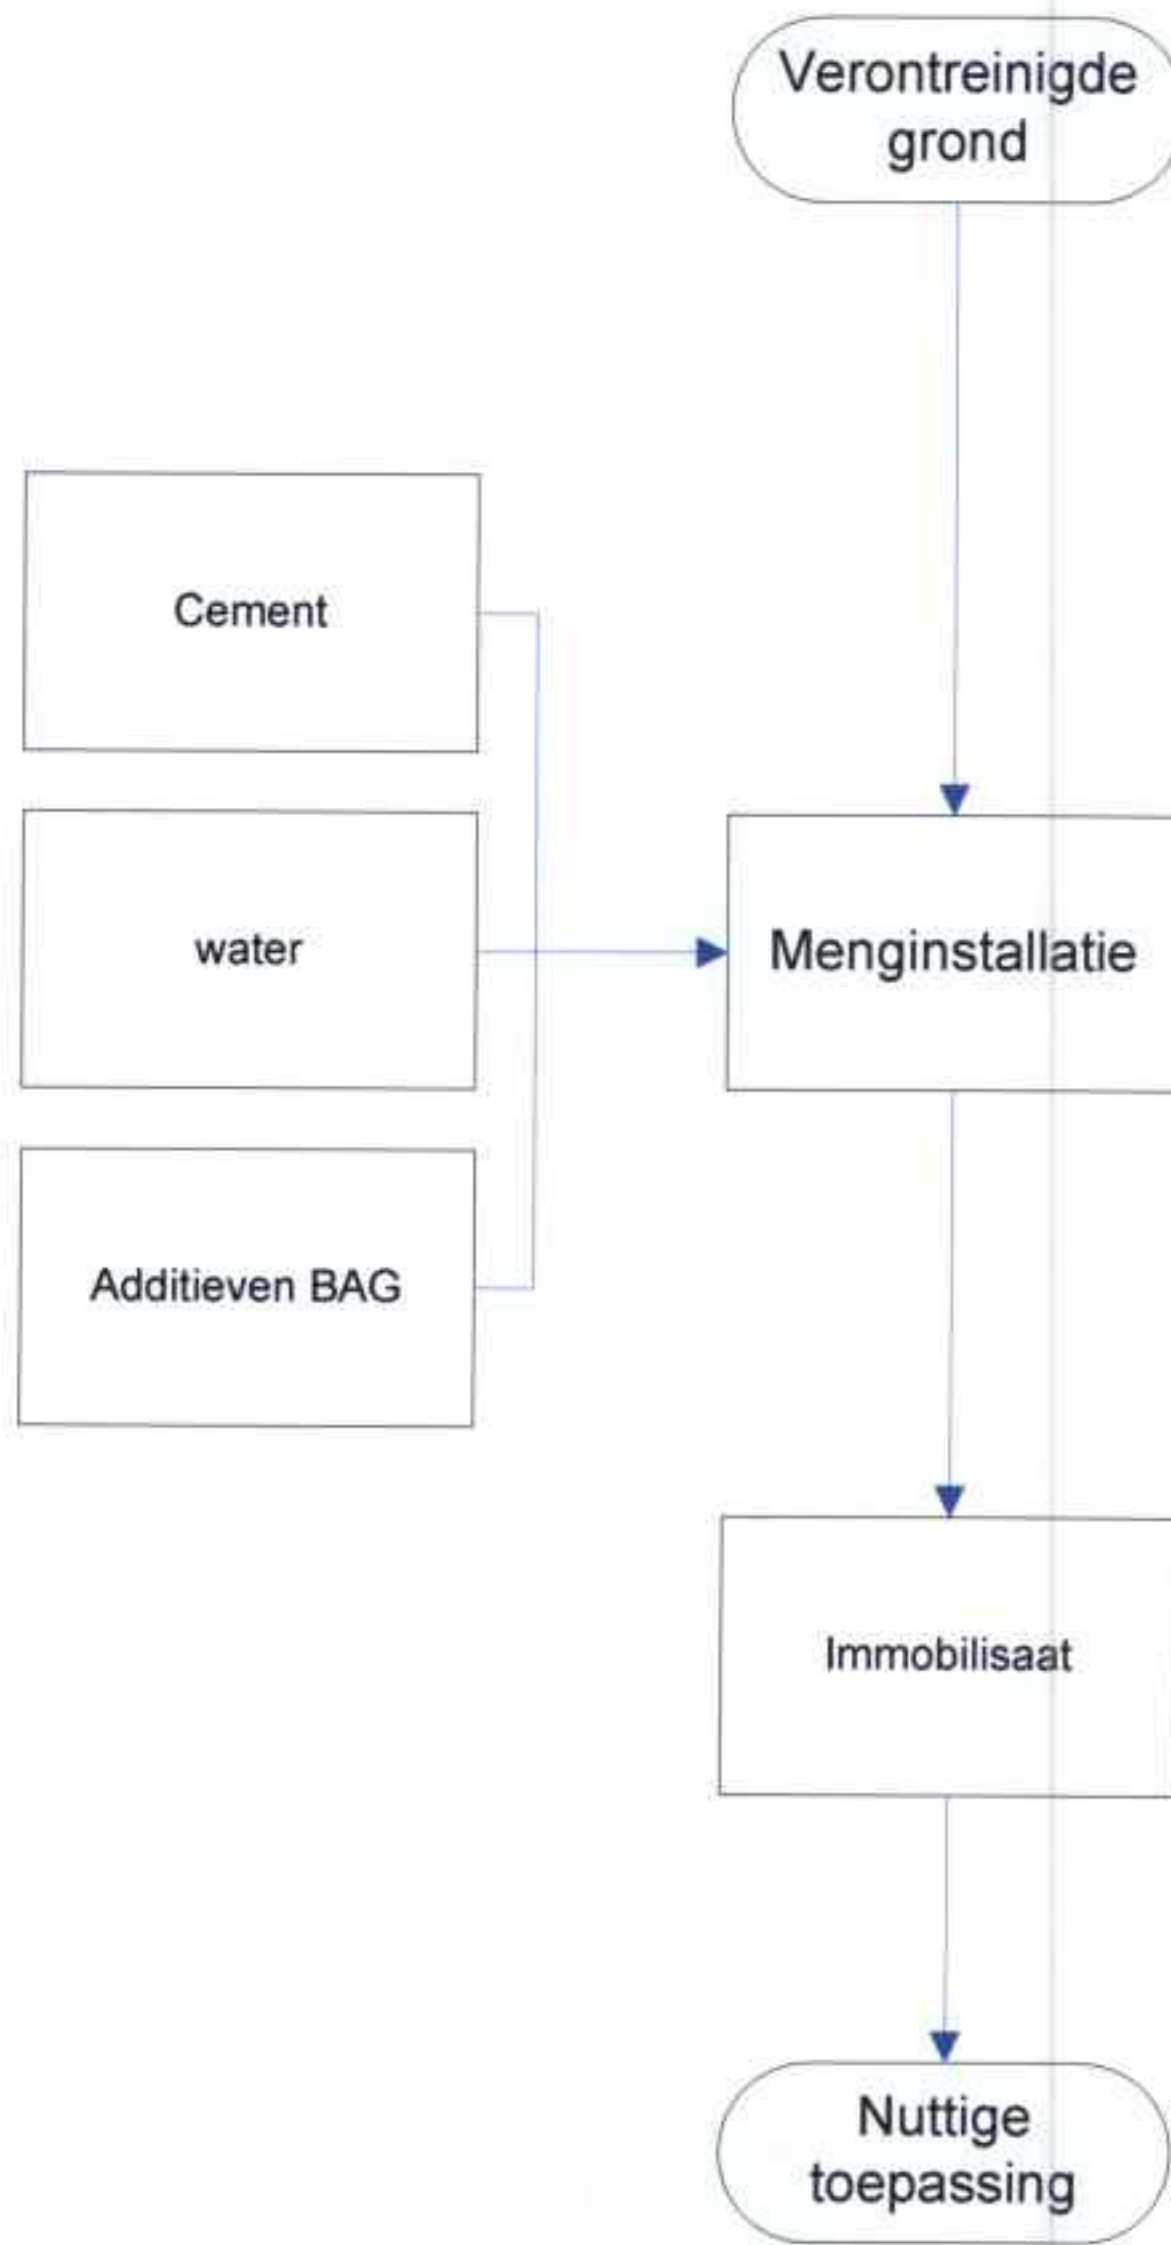 Verontreinigde
grond
Cement
water
Menginstallatie
Additieven BAG
Immobilisaat
Nuttige
toepassing